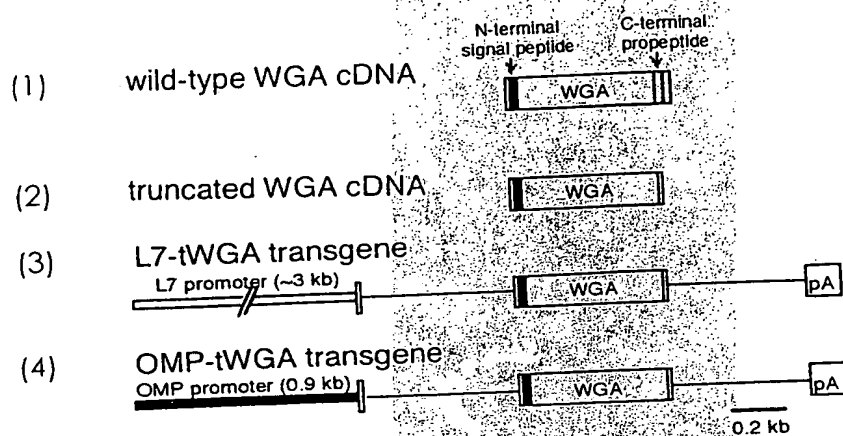 N-terminal signal peptide
C-terminal propeptide
(1) wild-type WGA cDNA
WGA
(2) truncated WGA cDNA
WGA
(3) L7-tWGA transgene
L7 promoter (~3 kb)
WGA
pA
(4) OMP-tWGA transgene
OMP promoter (0.9 kb)
WGA
pA
0.2 kb